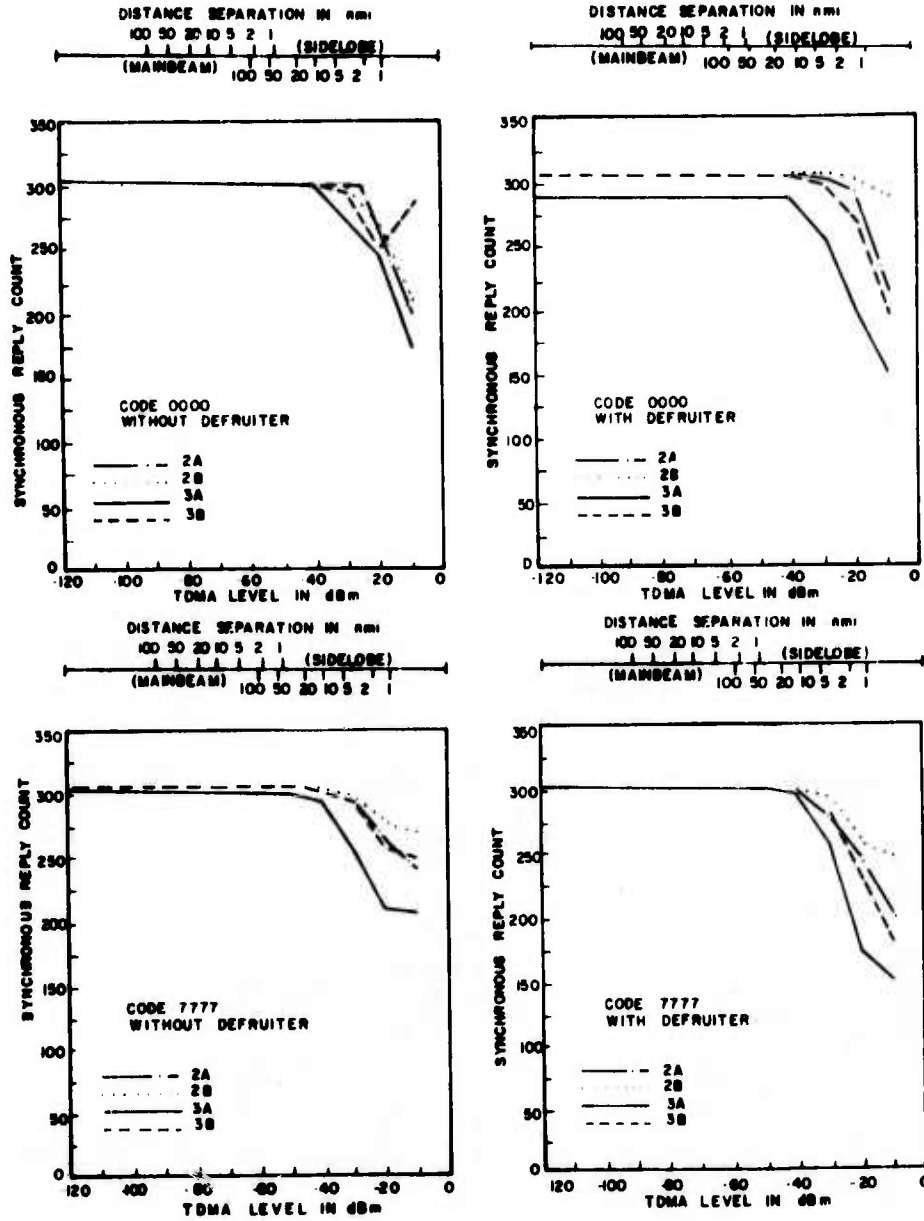 DISTANCE SEPARATION IN nmi
100 50 20 10 5 2 1
(SIDELOBE)
(MAINBEAM)
100 50 20 10 5 2 1
350
300
250
200
150
100
50
0
SYNCHRONOUS REPLY COUNT
CODE 0000
WITHOUT DEFRUITER
2A
2B
3A
3B
-120 -100 -80 -60 -40 -20 0
TDMA LEVEL IN dBm
DISTANCE SEPARATION IN nmi
100 50 20 10 5 2 1
(SIDELOBE)
(MAINBEAM)
100 50 20 10 5 2 1
350
300
250
200
150
100
50
0
SYNCHRONOUS REPLY COUNT
CODE 0000
WITH DEFRUITER
2A
2B
3A
3B
-120 -100 -80 -60 -40 -20 0
TDMA LEVEL IN dBm
DISTANCE SEPARATION IN nmi
100 50 20 10 5 2 1
(SIDELOBE)
(MAINBEAM)
100 50 20 10 5 2 1
350
300
250
200
150
100
50
0
SYNCHRONOUS REPLY COUNT
CODE 7777
WITHOUT DEFRUITER
2A
2B
3A
3B
-120 -100 -80 -60 -40 -20 0
TDMA LEVEL IN dBm
DISTANCE SEPARATION IN nmi
100 50 20 10 5 2 1
(SIDELOBE)
(MAINBEAM)
100 50 20 10 5 2 1
350
300
250
200
150
100
50
0
SYNCHRONOUS REPLY COUNT
CODE 7777
WITH DEFRUITER
2A
2B
3A
3B
-120 -100 -80 -60 -40 -20 0
TDMA LEVEL IN dBm